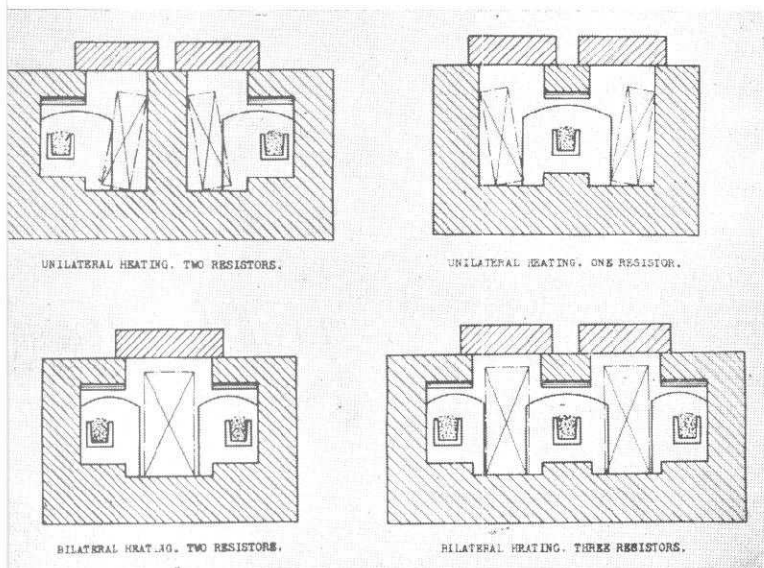 UNILATERAL HEATING. TWO RESISTORS.
UNILATERAL HEATING. ONE RESISTOR.
BILATERAL HEATING. TWO RESISTORS.
BILATERAL HEATING. THREE RESISTORS.